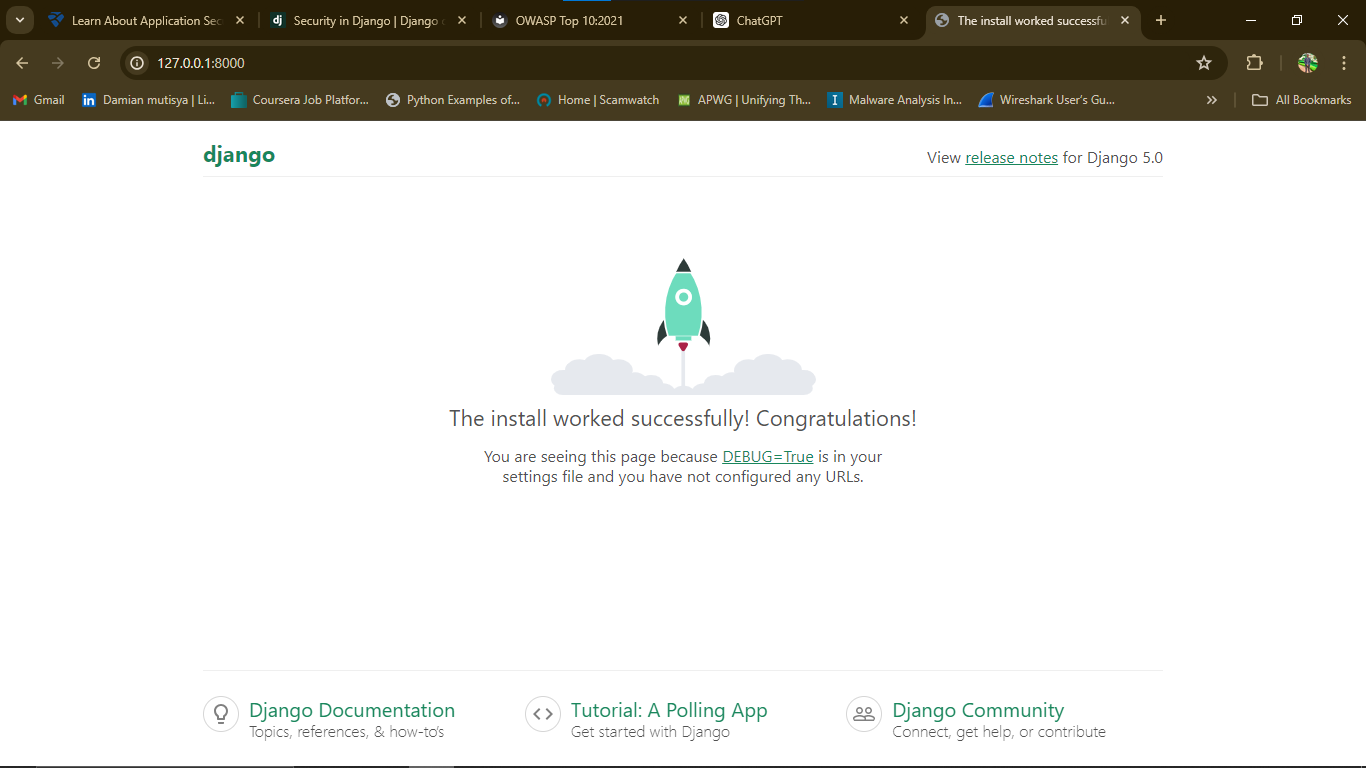 Learn About Application Sec
Security in Django | Django
OWASP Top 10:2021
ChatGPT
The install worked successfu
127.0.0.1:8000
Gmail
Damian mutisya | Li...
Coursera Job Platfor...
Python Examples of...
Home | Scamwatch
APWG | Unifying Th...
Malware Analysis In...
Wireshark User's Gu...
All Bookmarks
django
View release notes for Django 5.0
The install worked successfully! Congratulations!
You are seeing this page because DEBUG=True is in your
settings file and you have not configured any URLs.
Django Documentation
Topics, references, & how-to's
Tutorial: A Polling App
Get started with Django
Django Community
Connect, get help, or contribute